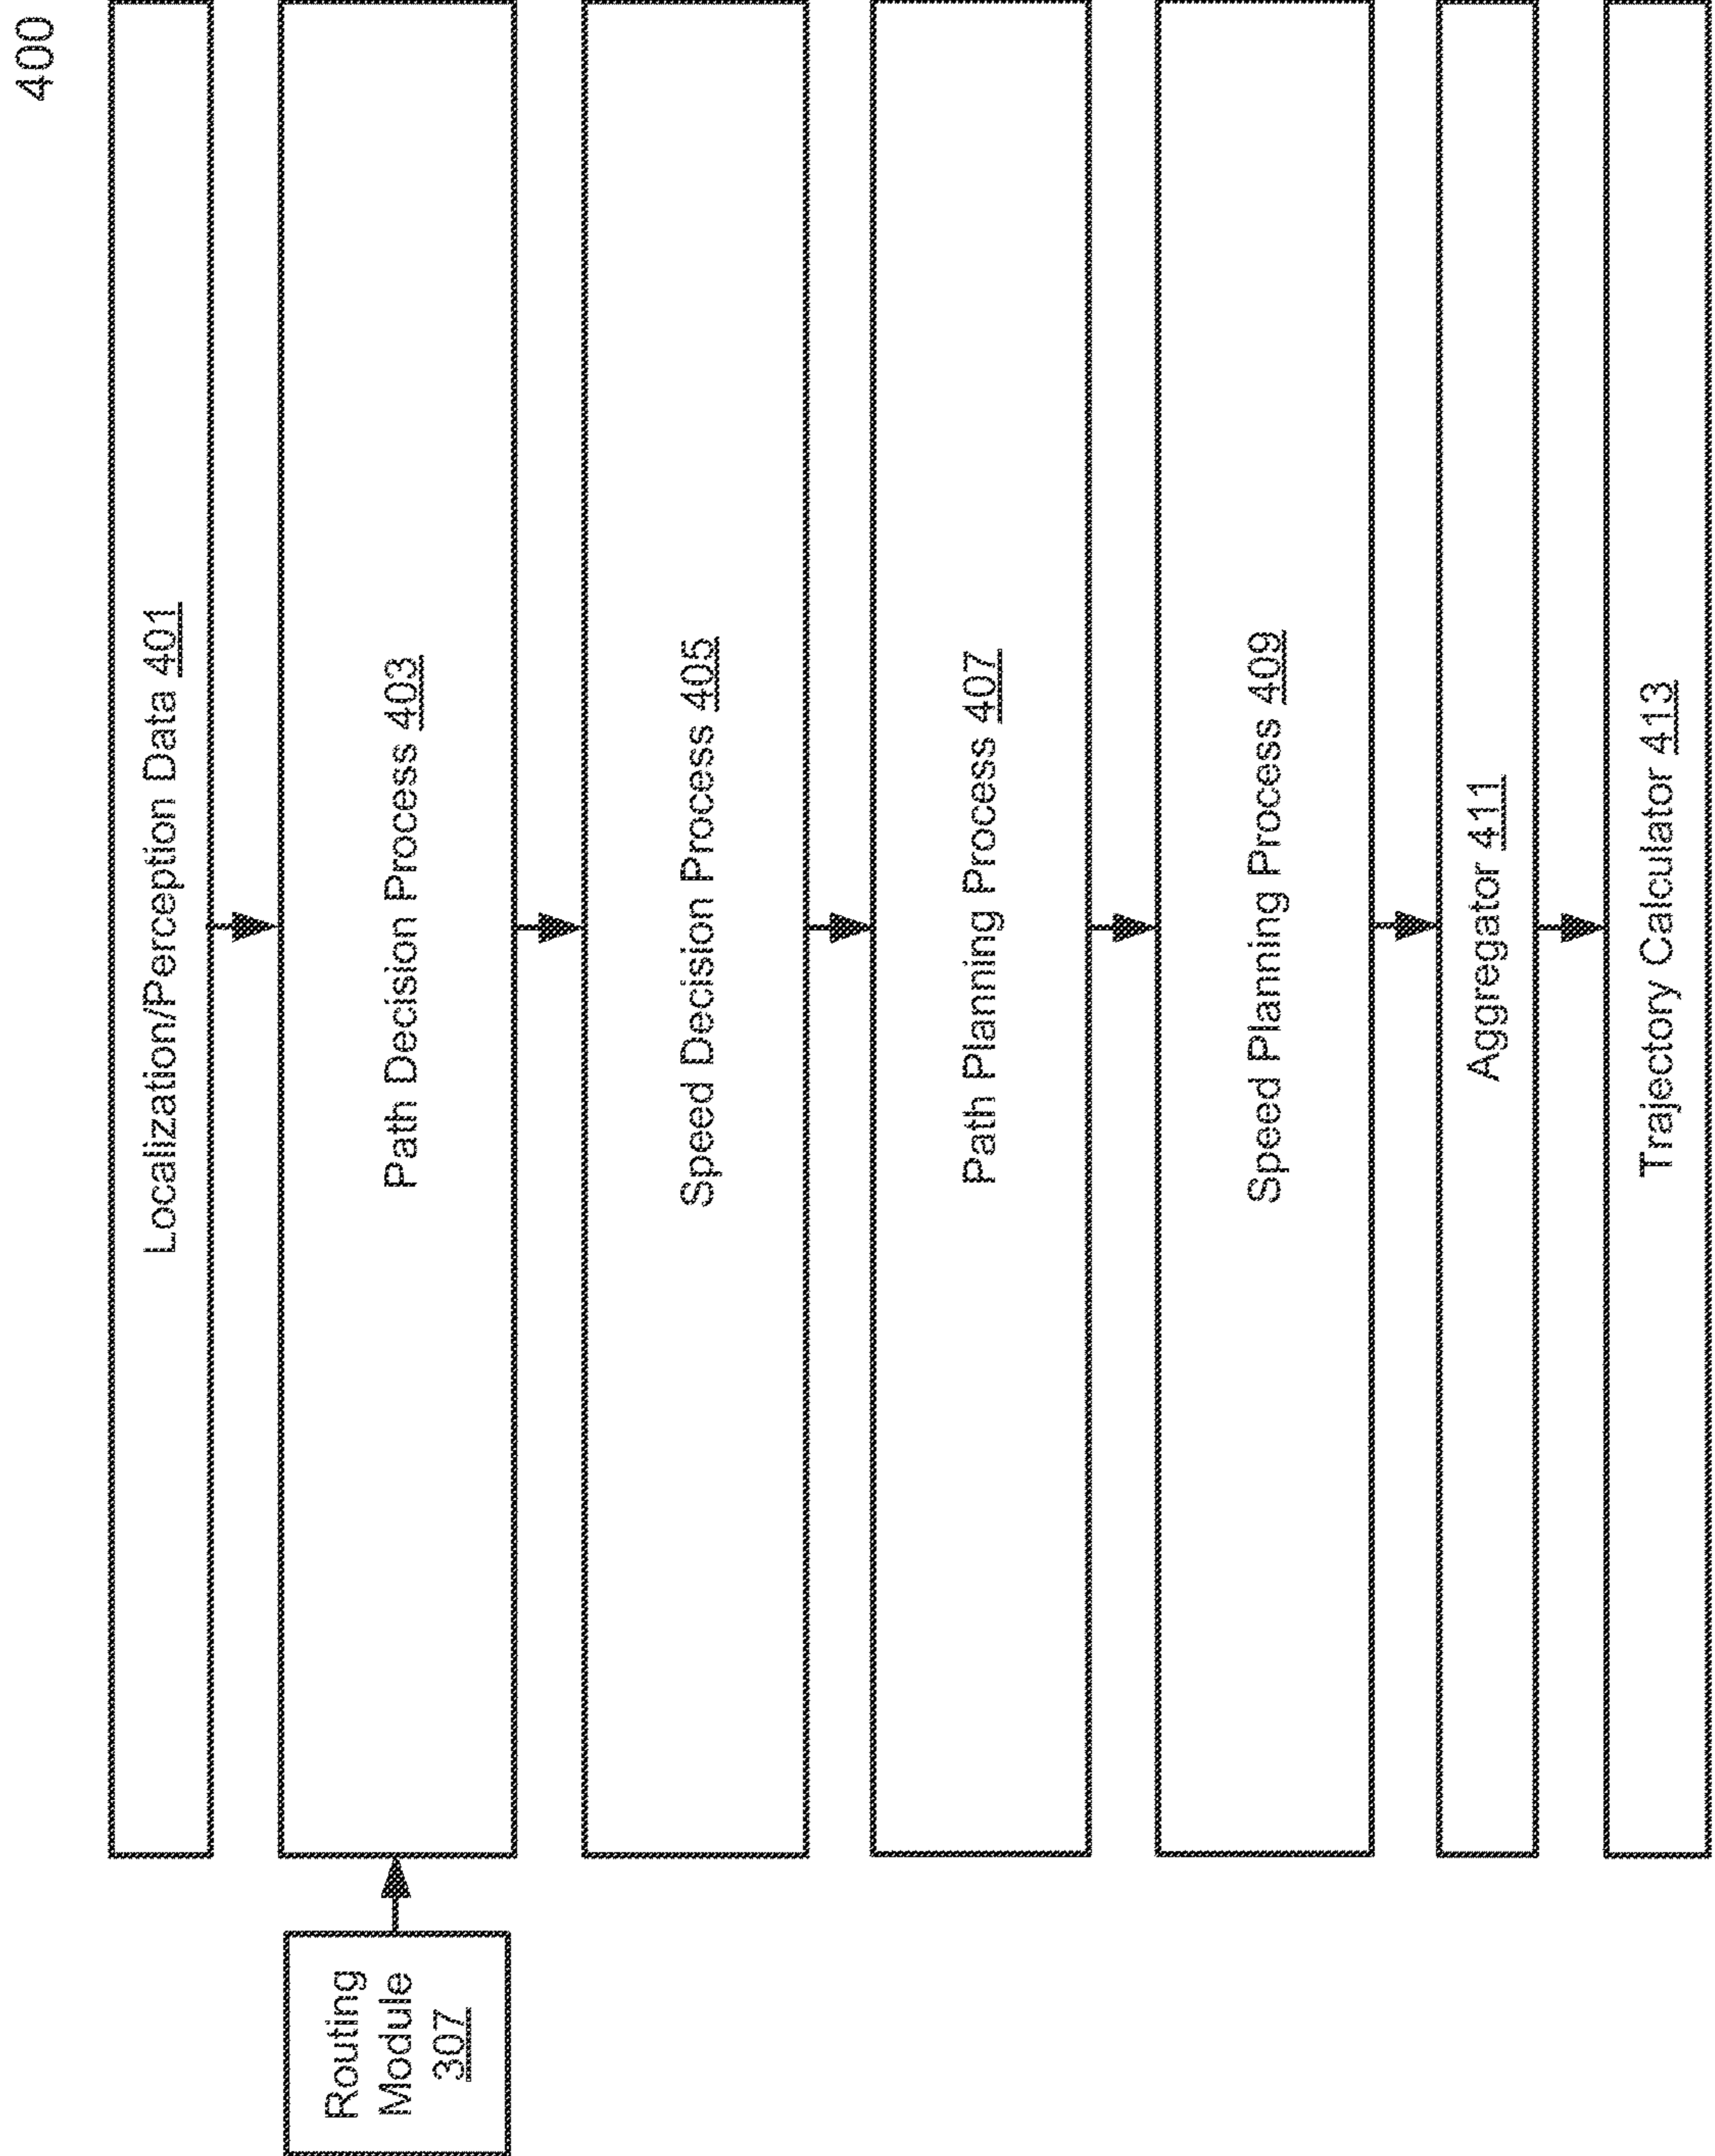 400
Localization/Perception Data 401
Routing
Module
307
Path Decision Process 403
Speed Decision Process 405
Path Planning Process 407
Speed Planning Process 409
Aggregator 411
Trajectory Calculator 413